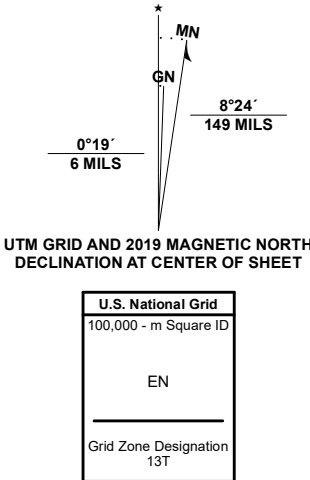 ★
MN
GN
8°24´
149 MILS
0°19´
6 MILS
UTM GRID AND 2019 MAGNETIC NORTH
DECLINATION AT CENTER OF SHEET
U.S. National Grid
100,000 - m Square ID
EN
Grid Zone Designation
13T